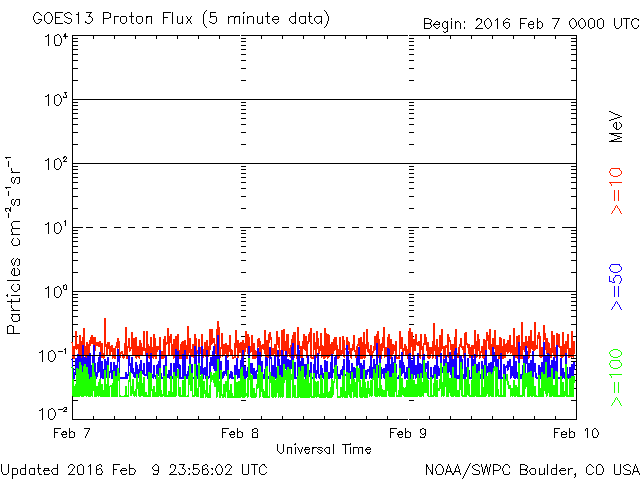 GOES13 Proton Flux (5 minute data)
Begin: 2016 Feb 7 0000 UTC
10⁴
10³
10²
10¹
10⁰
10⁻¹
10⁻²
Particles cm⁻²s⁻¹sr⁻¹
MeV
>=10
>=50
>=100
Feb 7
Feb 8
Feb 9
Feb 10
Universal Time
Updated 2016 Feb 9 23:56:02 UTC
NOAA/SWPC Boulder, CO USA